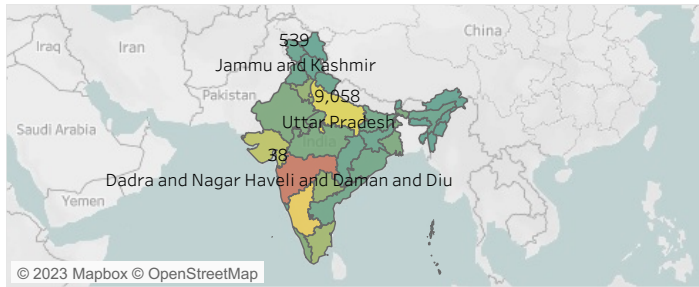 China
Iraq
Iran
539
Jammu and Kashmir
Pakistan
9,058
Uttar Pradesh
Saudi Arabia
India
38
Dadra and Nagar Haveli and Daman and Diu
Yemen
© 2023 Mapbox © OpenStreetMap